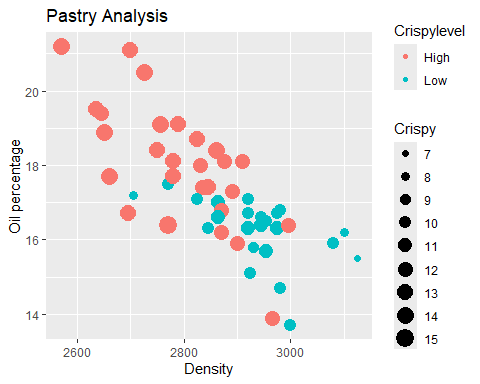 Pastry Analysis
Crispylevel
High
Low
Crispy
7
8
9
10
11
12
13
14
15
20
18
16
14
Oil percentage
2600
2800
3000
Density